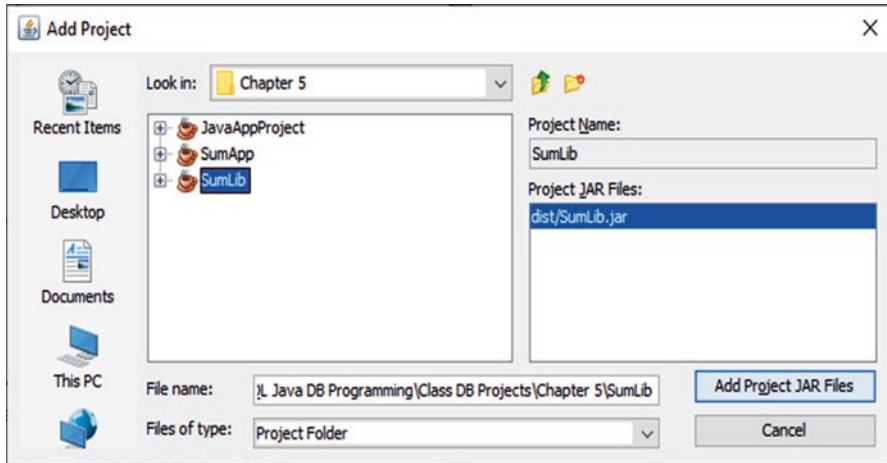 Add Project
Look in: Chapter 5
Recent Items
Desktop
Documents
This PC
JavaAppProject
SumApp
SumLib
Project Name:
SumLib
Project JAR Files:
dist/SumLib.jar
File name: L Java DB Programming\Class DB Projects\Chapter 5\SumLib
Add Project JAR Files
Files of type: Project Folder
Cancel